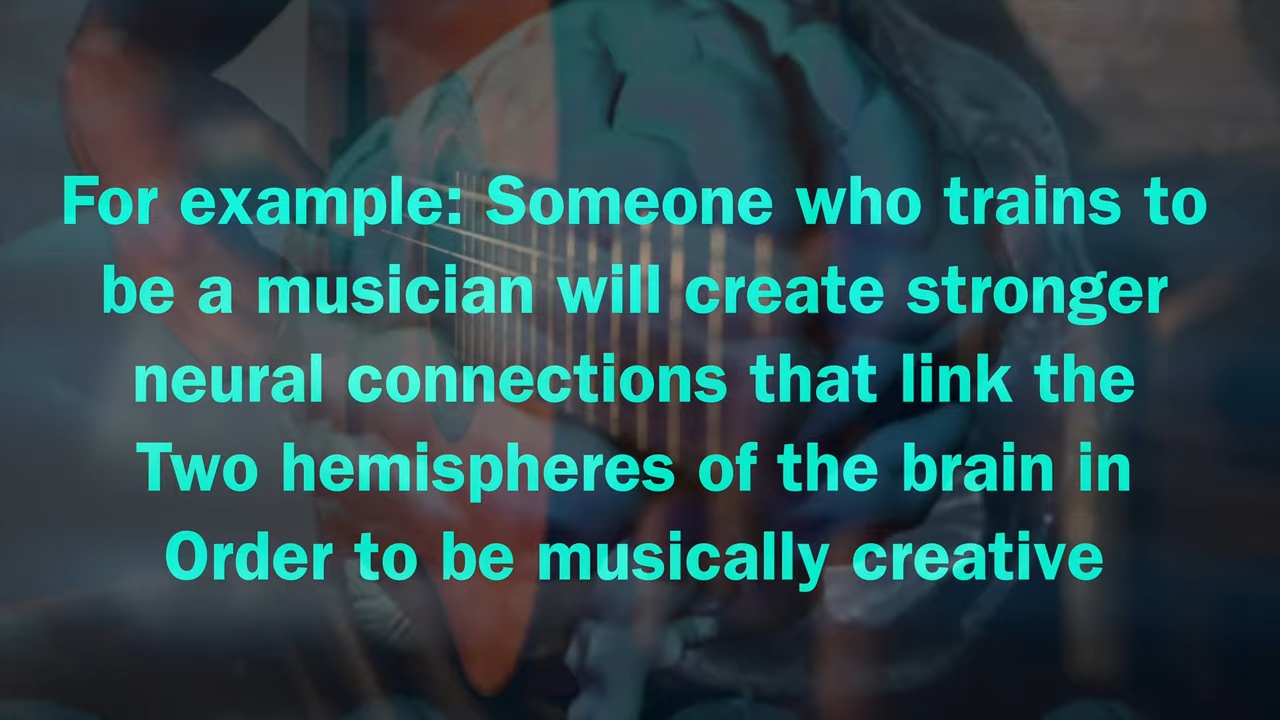 For example: Someone who trains to
be a musician will create stronger
neural connections that link the
Two hemispheres of the brain in
Order to be musically creative